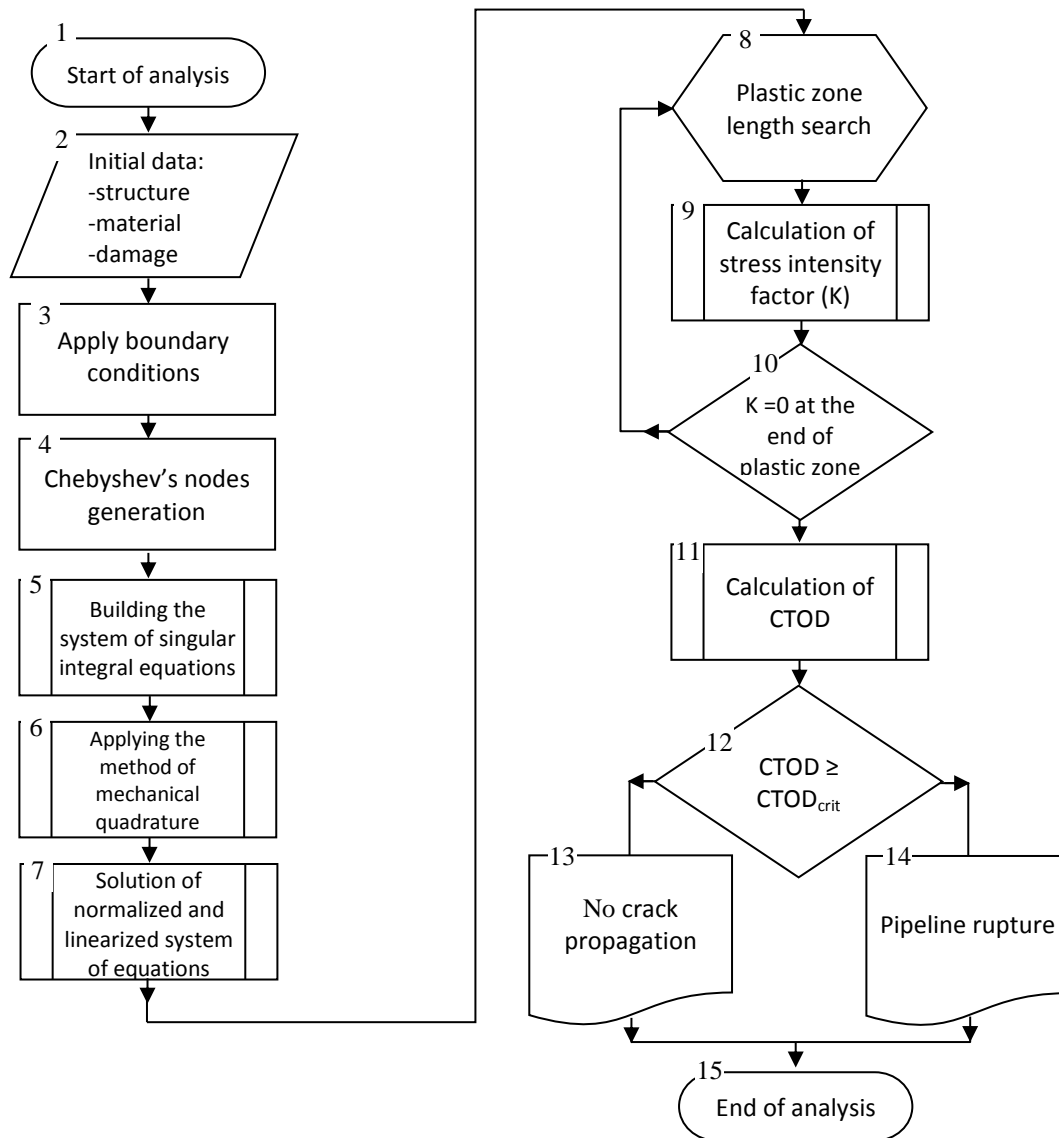 1
Start of analysis
2
Initial data:
-structure
-material
-damage
3
Apply boundary
conditions
4
Chebyshev’s nodes
generation
5
Building the
system of singular
integral equations
6
Applying the
method of
mechanical
quadrature
7
Solution of
normalized and
linearized system
of equations
8
Plastic zone
length search
9
Calculation of
stress intensity
factor (K)
10
K =0 at the
end of
plastic zone
11
Calculation of
CTOD
12
CTOD ≥
CTODcrit
13
No crack
propagation
14
Pipeline rupture
15
End of analysis